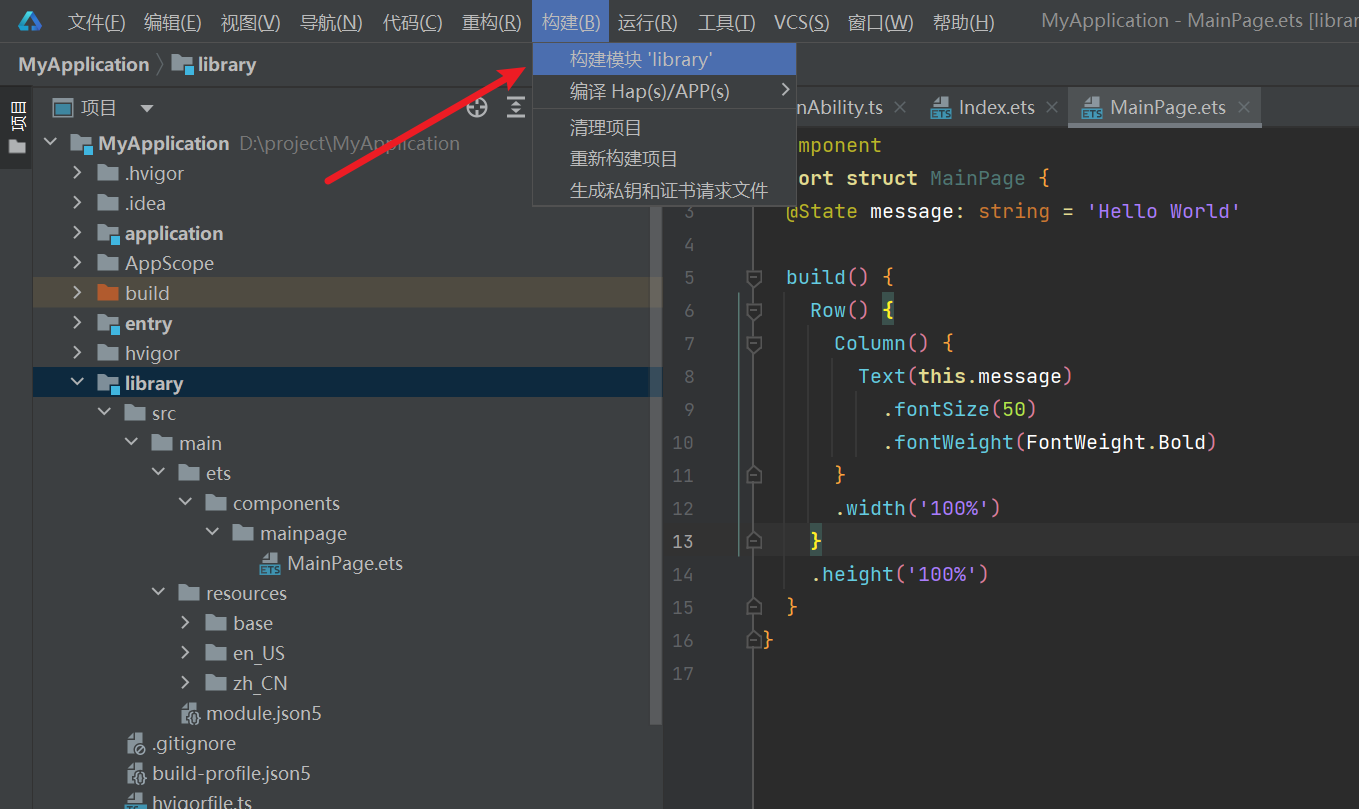 文件(F) 编辑(E) 视图(V) 导航(N) 代码(C) 重构(R) 构建(B) 运行(R) 工具(T) VCS(S) 窗口(W) 帮助(H) MyApplication - MainPage.ets [librar
MyApplication library
构建模块 'library'
编译 Hap(s)/APP(s)
清理项目
重新构建项目
生成私钥和证书请求文件
项目
项目
MyApplication D:\project\MyApplication
.hvigor
.idea
application
AppScope
build
entry
hvigor
library
src
main
ets
components
mainpage
MainPage.ets
resources
base
en_US
zh_CN
module.json5
.gitignore
build-profile.json5
hvigorfile.ts
nAbility.ts Index.ets MainPage.ets
mponent
ort struct MainPage {
3 @State message: string = 'Hello World'
4
5 build() {
6 Row() {
7 Column() {
8 Text(this.message)
9 .fontSize(50)
10 .fontWeight(FontWeight.Bold)
11 }
12 .width('100%')
13 }
14 .height('100%')
15 }
16 }
17